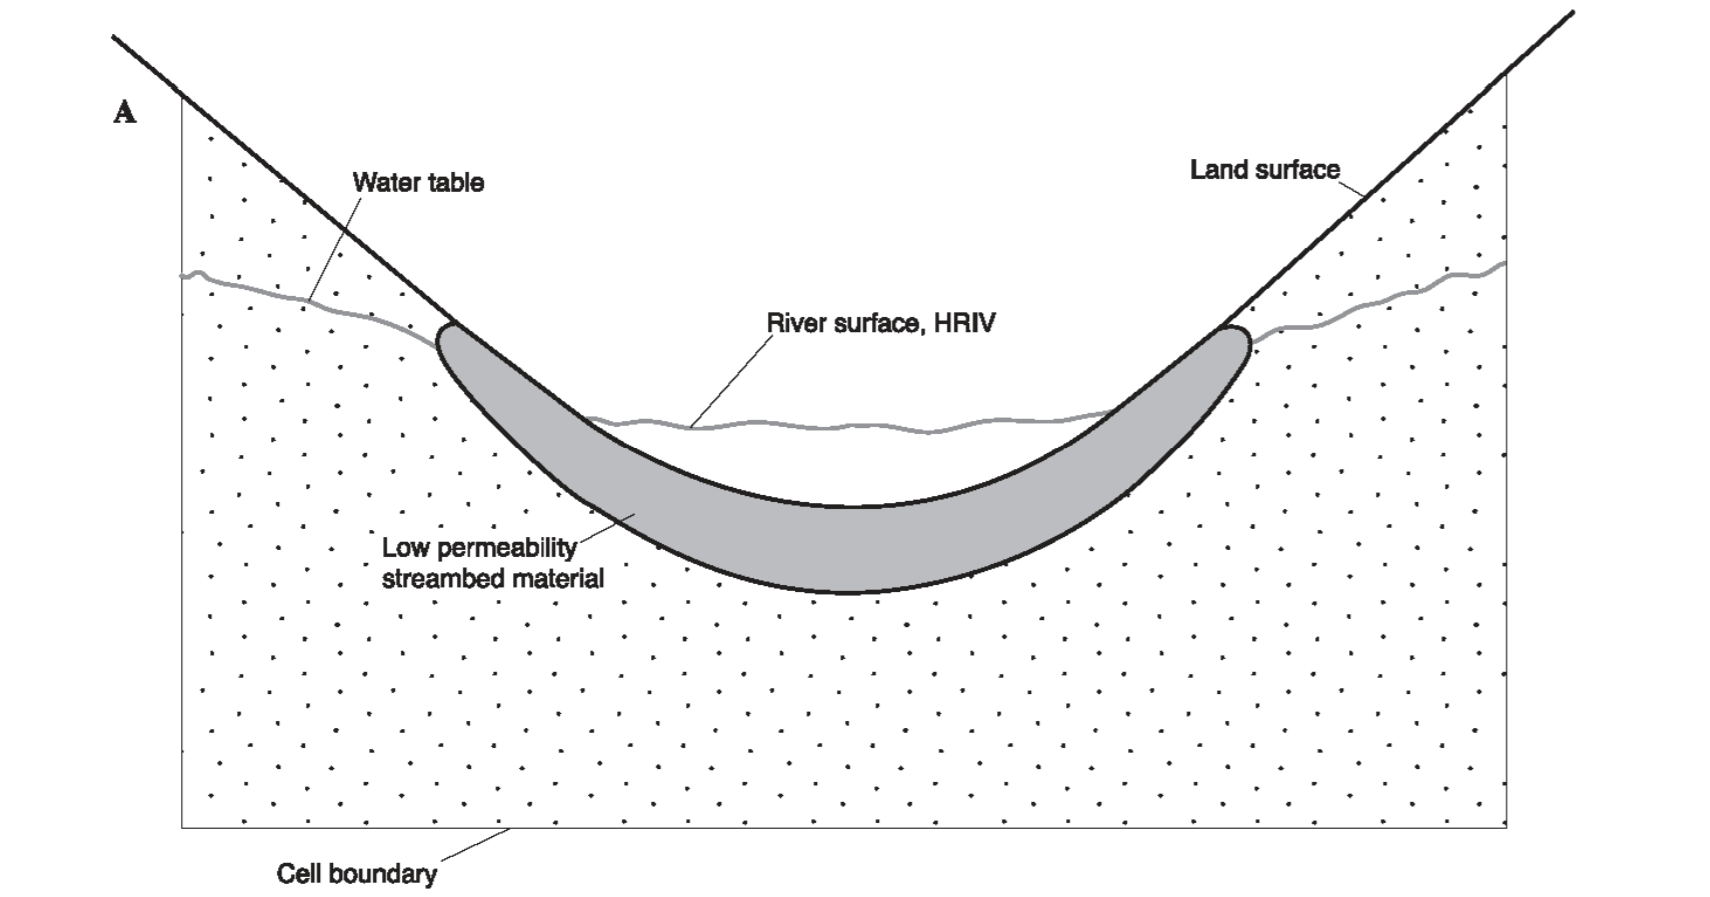 A
Water table
Land surface
River surface, HRIV
Low permeability
streambed material
Cell boundary